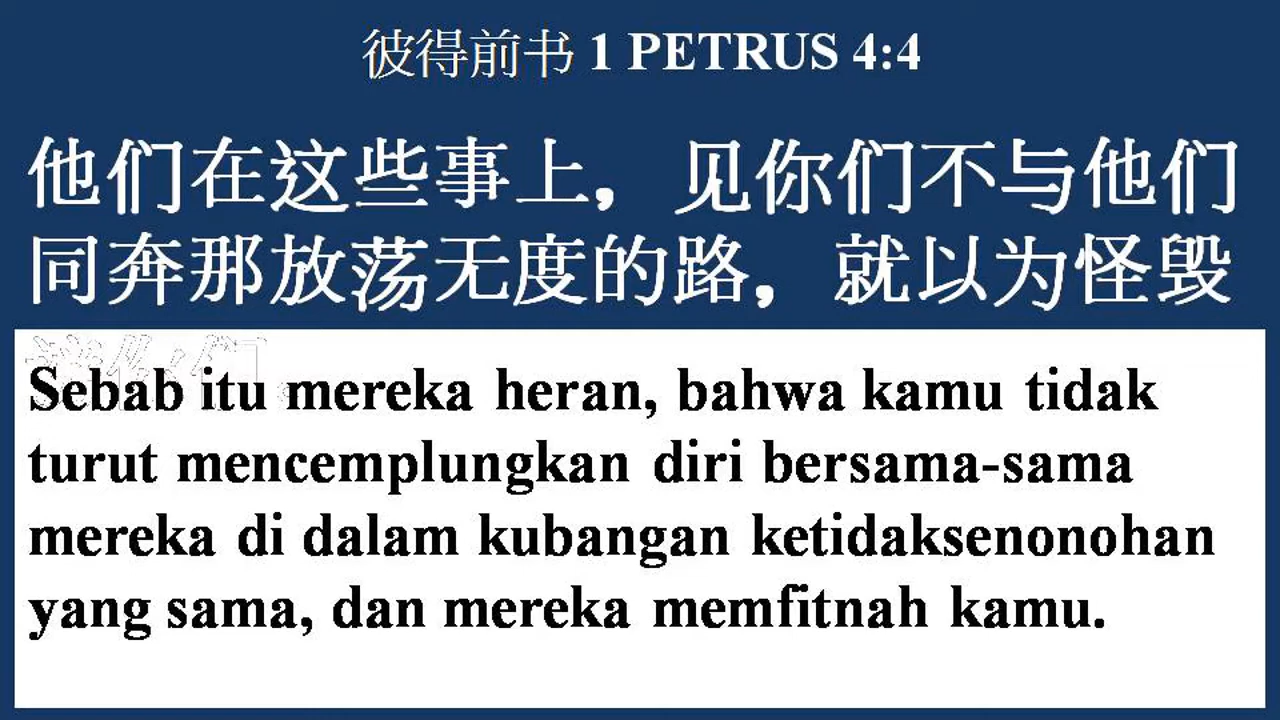 彼得前书 1 PETRUS 4:4
他们在这些事上，见你们不与他们
同奔那放荡无度的路，就以为怪毁
谤你们
Sebab itu mereka heran, bahwa kamu tidak
turut mencemplungkan diri bersama-sama
mereka di dalam kubangan ketidaksenonohan
yang sama, dan mereka memfitnah kamu.